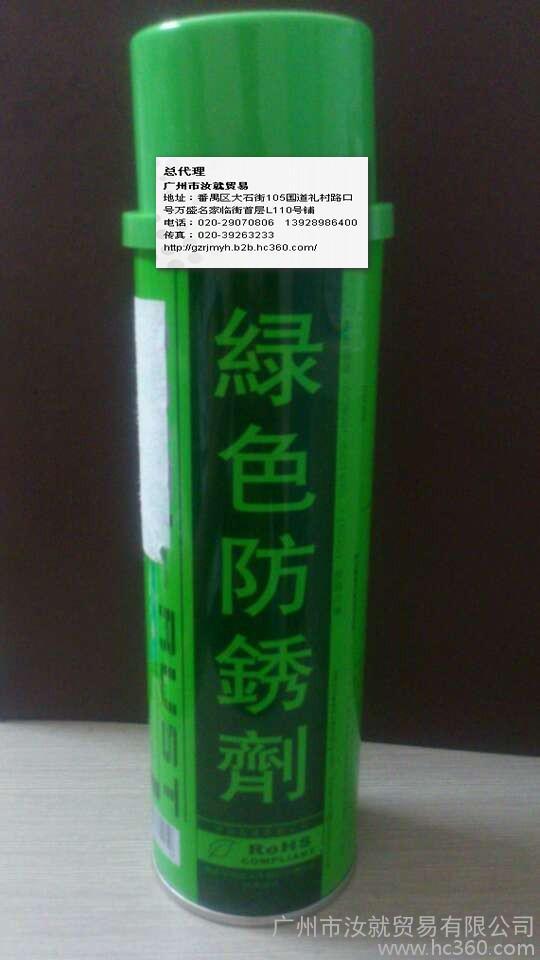 总代理
广州市汝就贸易
地址：番禺区大石街105国道礼村路口
号万盛名家临街首层L110号铺
电话：020-29070806 13928986400
传真：020-39263233
http://gzrjmyh.b2b.hc360.com/
緑色防銹劑
RUST
RoHS
COMPLIANT
广州市汝就贸易有限公司
www.hc360.com